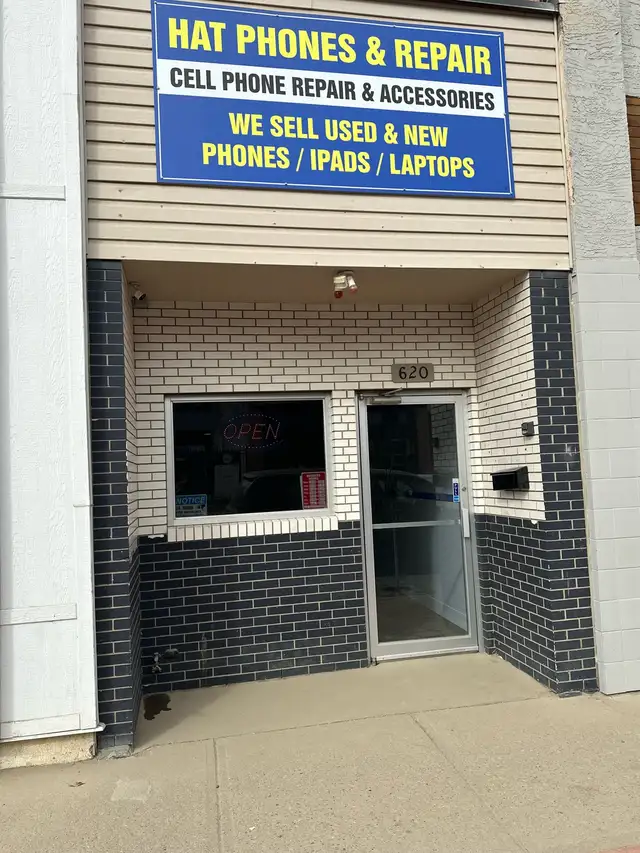 HAT PHONES & REPAIR
CELL PHONE REPAIR & ACCESSORIES
WE SELL USED & NEW
PHONES / IPADS / LAPTOPS
620
OPEN
NOTICE